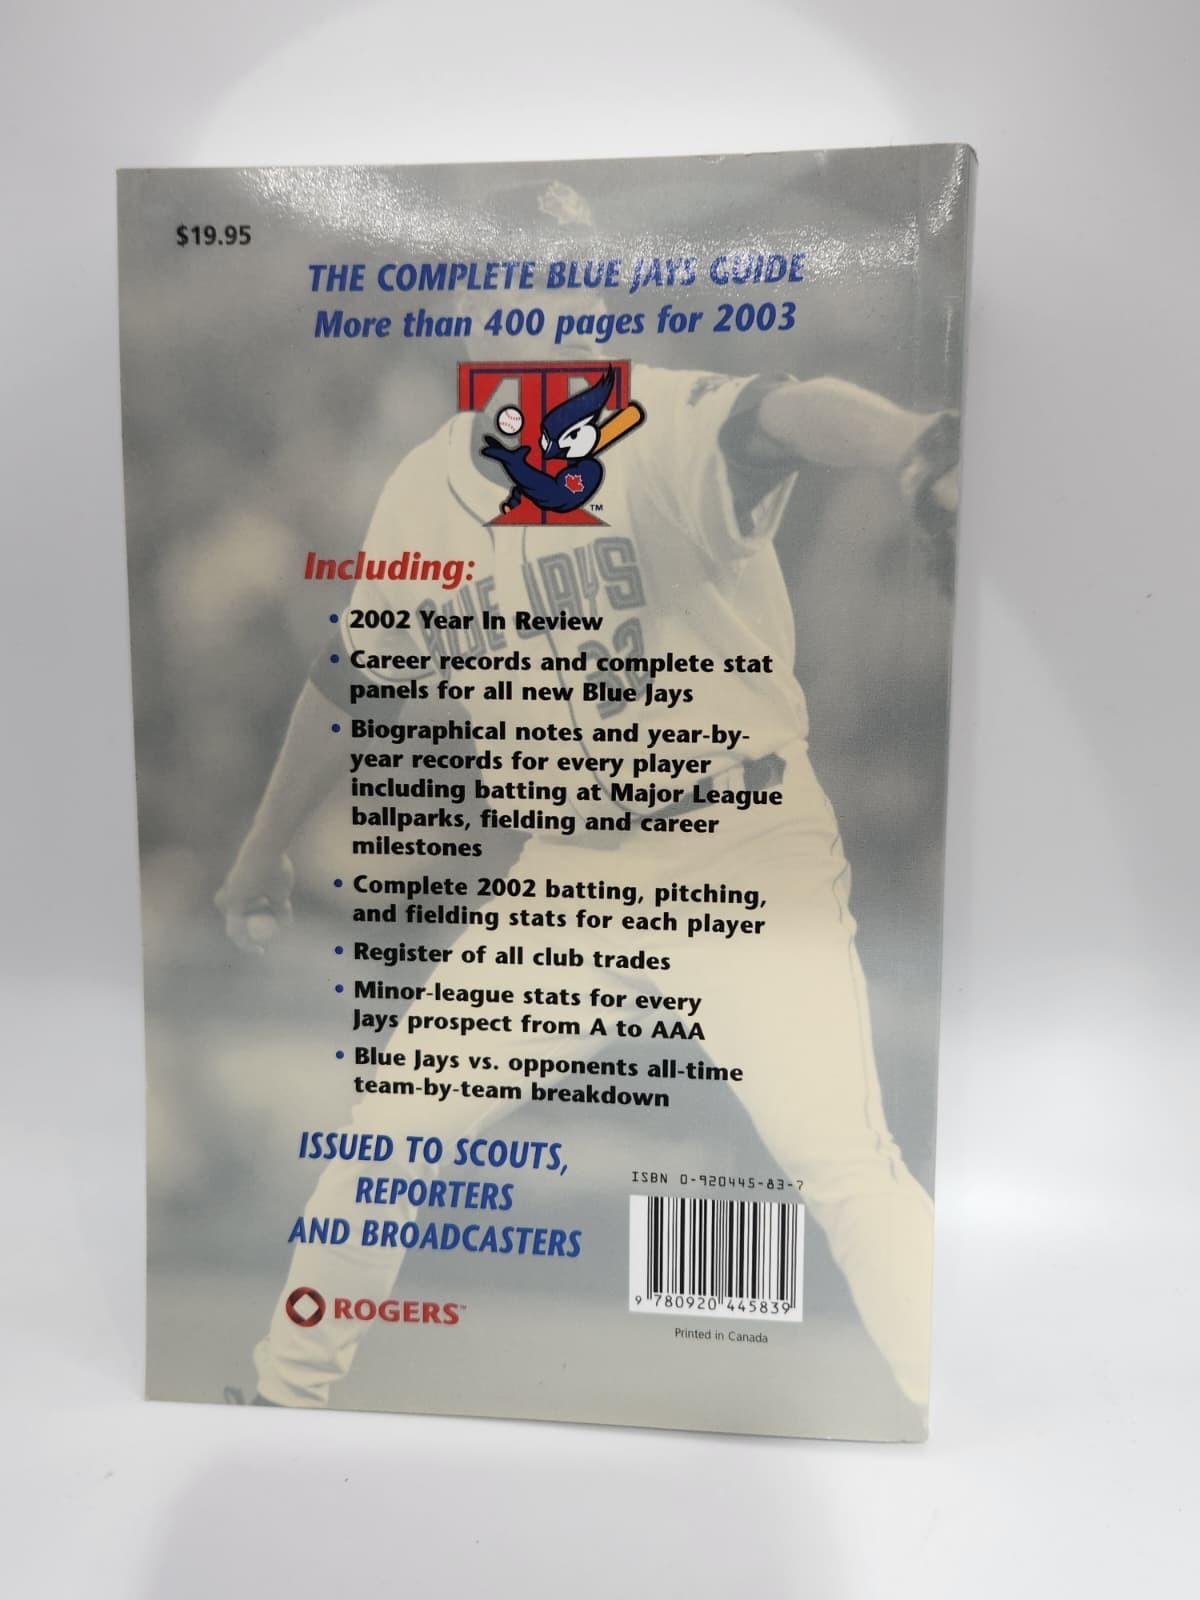 $19.95
THE COMPLETE BLUE JAYS GUIDE
More than 400 pages for 2003
T
TM
Including:
• 2002 Year In Review
• Career records and complete stat
panels for all new Blue Jays
• Biographical notes and year-by-
year records for every player
including batting at Major League
ballparks, fielding and career
milestones
• Complete 2002 batting, pitching,
and fielding stats for each player
• Register of all club trades
• Minor-league stats for every
Jays prospect from A to AAA
• Blue Jays vs. opponents all-time
team-by-team breakdown
BLUE JAYS
32
ISSUED TO SCOUTS,
REPORTERS
AND BROADCASTERS
ROGERS™
ISBN 0-920445-83-7
9 780920 445839
Printed in Canada